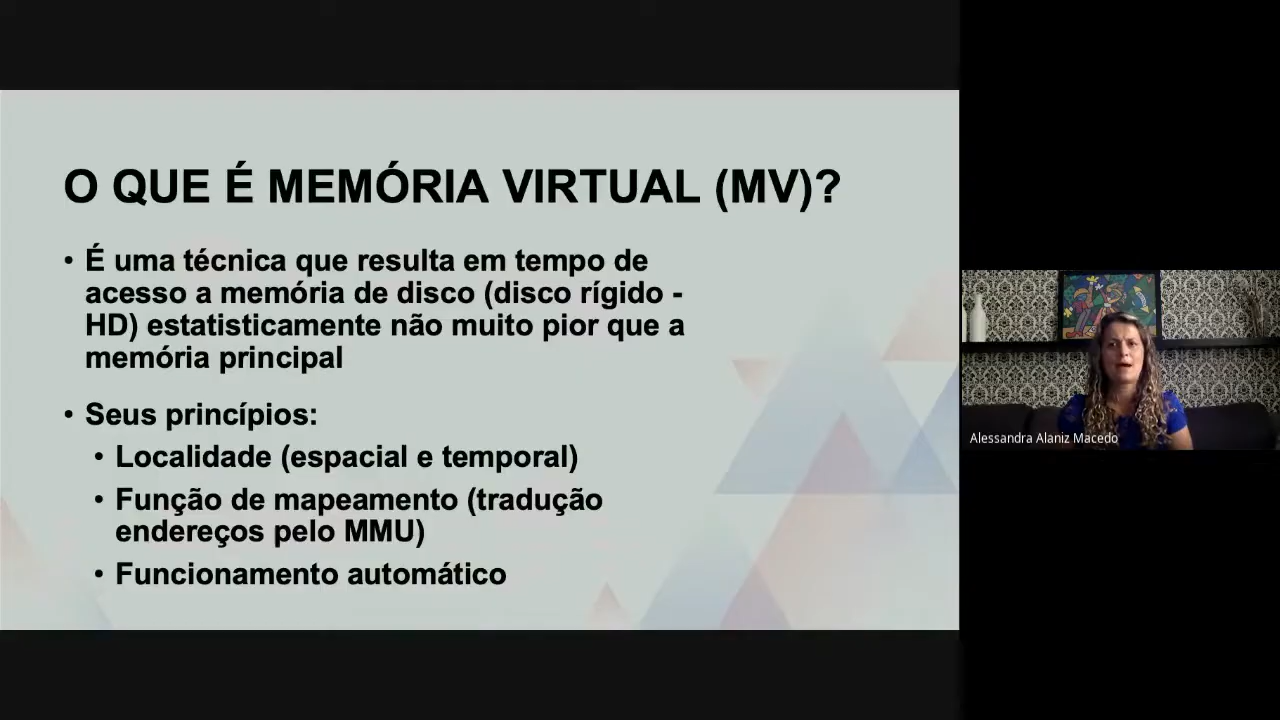 O QUE É MEMÓRIA VIRTUAL (MV)?
• É uma técnica que resulta em tempo de
acesso a memória de disco (disco rígido -
HD) estatisticamente não muito pior que a
memória principal
• Seus princípios:
• Localidade (espacial e temporal)
• Função de mapeamento (tradução
endereços pelo MMU)
• Funcionamento automático
Alessandra Alaniz Macedo